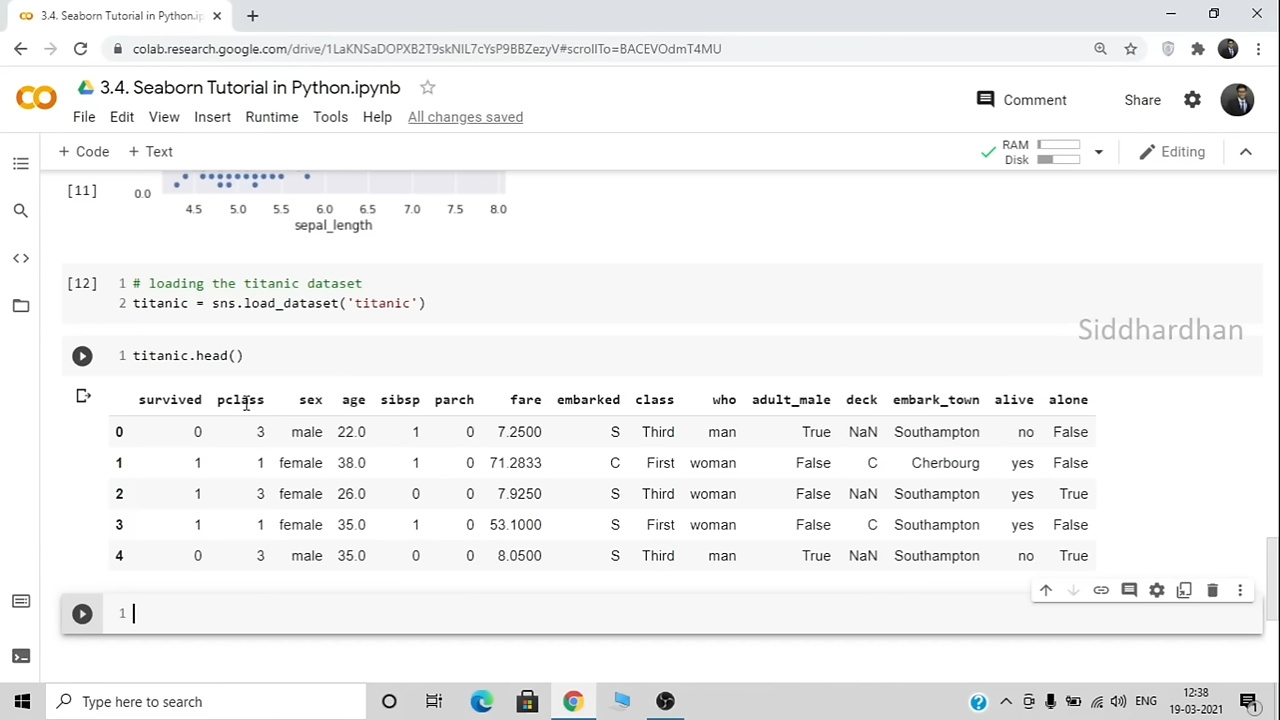 3.4. Seaborn Tutorial in Python.ip
colab.research.google.com/drive/1LaKNSaDOPXB2T9skNIL7cYsP9BBZezyV#scrollTo=BACEVOdmT4MU
CO
3.4. Seaborn Tutorial in Python.ipynb
Comment
Share
File Edit View Insert Runtime Tools Help All changes saved
+ Code + Text
RAM
Disk
Editing
[11]
0.0
4.5 5.0 5.5 6.0 6.5 7.0 7.5 8.0
sepal_length
[12]
1 # loading the titanic dataset
2 titanic = sns.load_dataset('titanic')
Siddhardhan
1 titanic.head()
survived pclass sex age sibsp parch fare embarked class who adult_male deck embark_town alive alone
0 0 3 male 22.0 1 0 7.2500 S Third man True NaN Southampton no False
1 1 1 female 38.0 1 0 71.2833 C First woman False C Cherbourg yes False
2 1 3 female 26.0 0 0 7.9250 S Third woman False NaN Southampton yes True
3 1 1 female 35.0 1 0 53.1000 S First woman False C Southampton yes False
4 0 3 male 35.0 0 0 8.0500 S Third man True NaN Southampton no True
1
Type here to search
ENG
12:38
19-03-2021
1